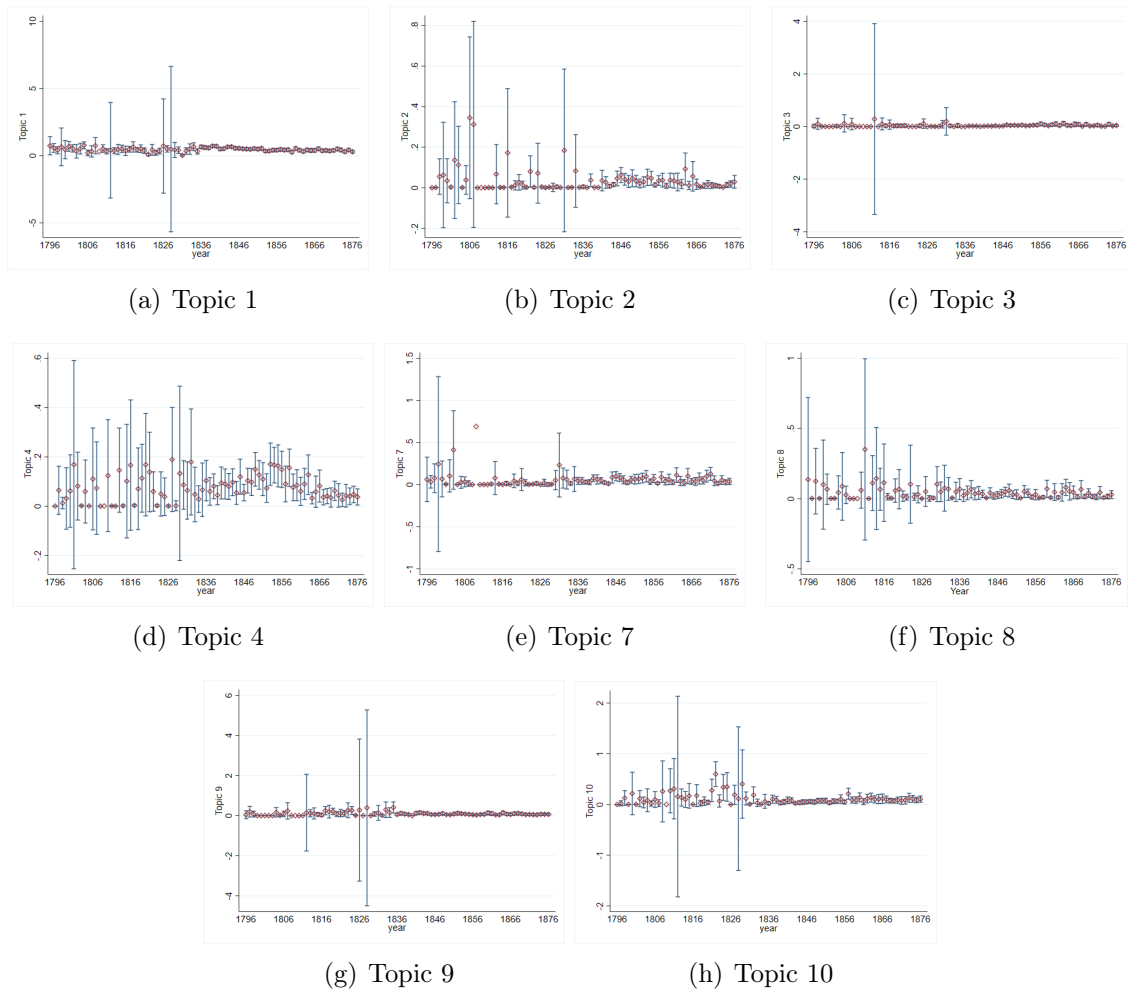 10
5
0
-5
Topic 1
1796 1806 1816 1826 1836 1846 1856 1866 1876
year
(a) Topic 1
.8
.6
.4
.2
0
-.2
Topic 2
1796 1806 1816 1826 1836 1846 1856 1866 1876
year
(b) Topic 2
4
2
0
-2
-4
Topic 3
1796 1806 1816 1826 1836 1846 1856 1866 1876
year
(c) Topic 3
.6
.4
.2
0
-.2
Topic 4
1796 1806 1816 1826 1836 1846 1856 1866 1876
year
(d) Topic 4
1.5
1
.5
0
-.5
-1
Topic 7
1796 1806 1816 1826 1836 1846 1856 1866 1876
year
(e) Topic 7
1
.5
0
-.5
Topic 8
1796 1806 1816 1826 1836 1846 1856 1866 1876
Year
(f) Topic 8
6
4
2
0
-2
-4
Topic 9
1796 1806 1816 1826 1836 1846 1856 1866 1876
year
(g) Topic 9
2
1
0
-1
-2
Topic 10
1796 1806 1816 1826 1836 1846 1856 1866 1876
year
(h) Topic 10